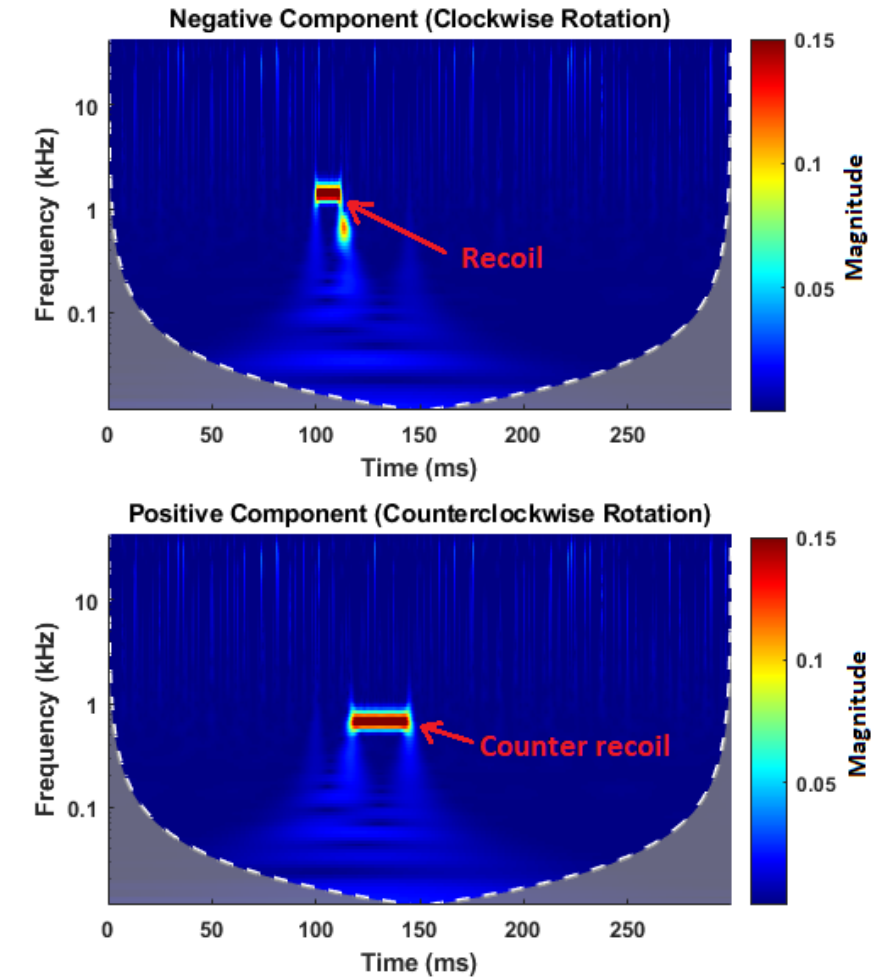 Negative Component (Clockwise Rotation)
Frequency (kHz)
10
1
0.1
Recoil
0.15
0.1
0.05
Magnitude
0
50
100
150
200
250
Time (ms)
Positive Component (Counterclockwise Rotation)
Frequency (kHz)
10
1
0.1
Counter recoil
0.15
0.1
0.05
Magnitude
0
50
100
150
200
250
Time (ms)